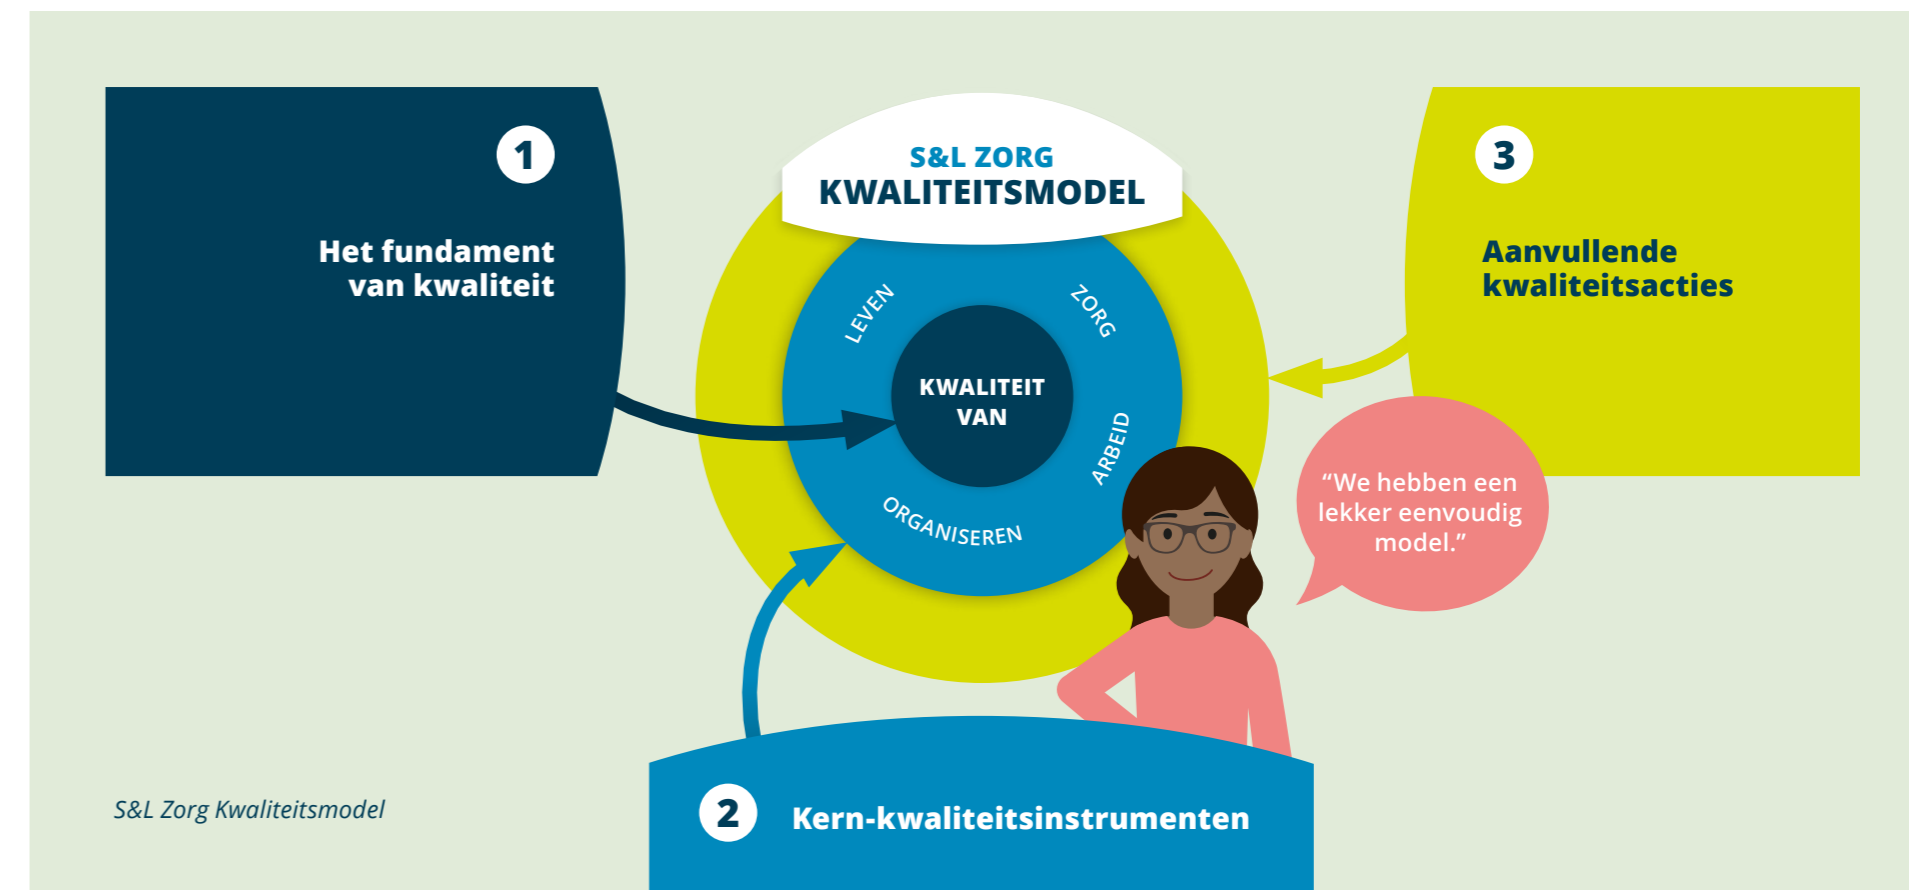 1
Het fundament
van kwaliteit
S&L ZORG
KWALITEITSMODEL
LEVEN
ZORG
ARBEID
ORGANISEREN
KWALITEIT
VAN
3
Aanvullende
kwaliteitsacties
“We hebben een
lekker eenvoudig
model.”
2
Kern-kwaliteitsinstrumenten
S&L Zorg Kwaliteitsmodel